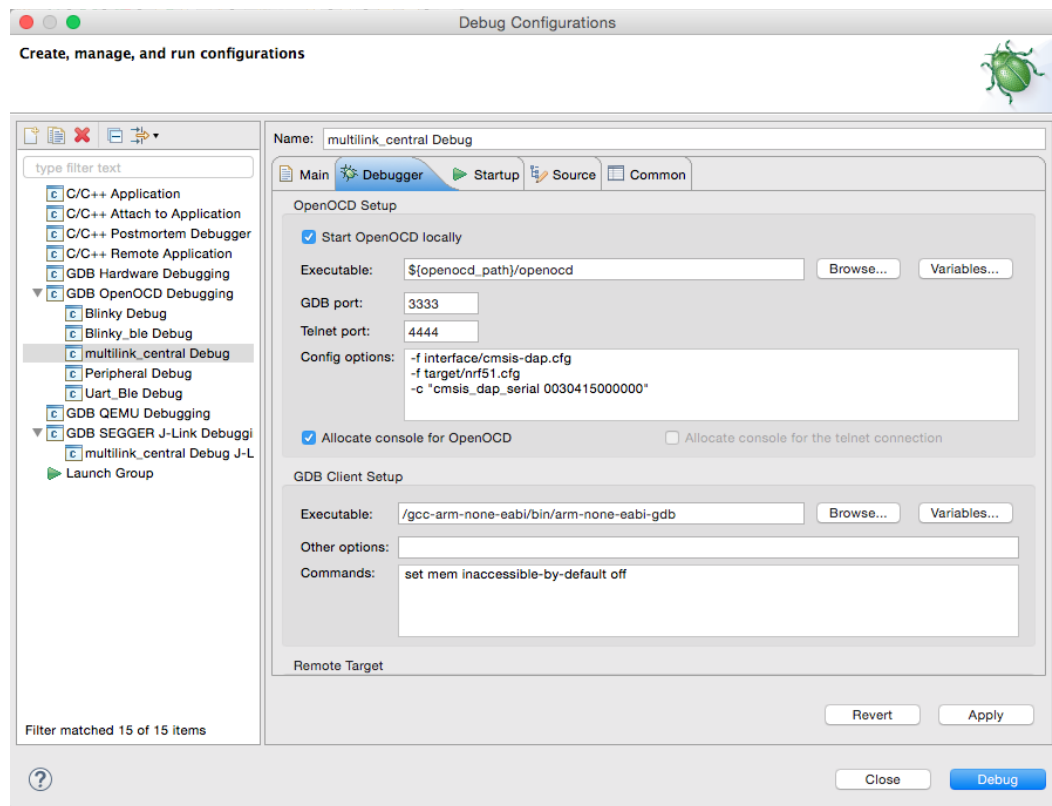 Debug Configurations
Create, manage, and run configurations
Name: multilink_central Debug
type filter text
C/C++ Application
C/C++ Attach to Application
C/C++ Postmortem Debugger
C/C++ Remote Application
GDB Hardware Debugging
GDB OpenOCD Debugging
Blinky Debug
Blinky_ble Debug
multilink_central Debug
Peripheral Debug
Uart_Ble Debug
GDB QEMU Debugging
GDB SEGGER J-Link Debuggi
multilink_central Debug J-L
Launch Group
Filter matched 15 of 15 items
Main Debugger Startup Source Common
OpenOCD Setup
Start OpenOCD locally
Executable: ${openocd_path}/openocd Browse... Variables...
GDB port: 3333
Telnet port: 4444
Config options: -f interface/cmsis-dap.cfg
-f target/nrf51.cfg
-c "cmsis_dap_serial 0030415000000"
Allocate console for OpenOCD Allocate console for the telnet connection
GDB Client Setup
Executable: /gcc-arm-none-eabi/bin/arm-none-eabi-gdb Browse... Variables...
Other options:
Commands: set mem inaccessible-by-default off
Remote Target
Revert Apply
? Close Debug